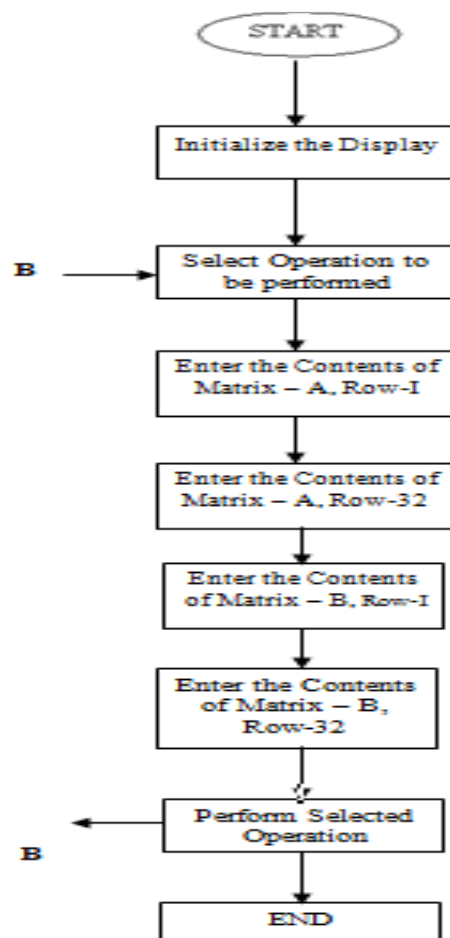 START
Initialize the Display
B
Select Operation to
be performed
Enter the Contents of
Matrix – A, Row-I
Enter the Contents of
Matrix – A, Row-32
Enter the Contents
of Matrix – B, Row-I
Enter the Contents
of Matrix – B,
Row-32
Perform Selected
Operation
B
END